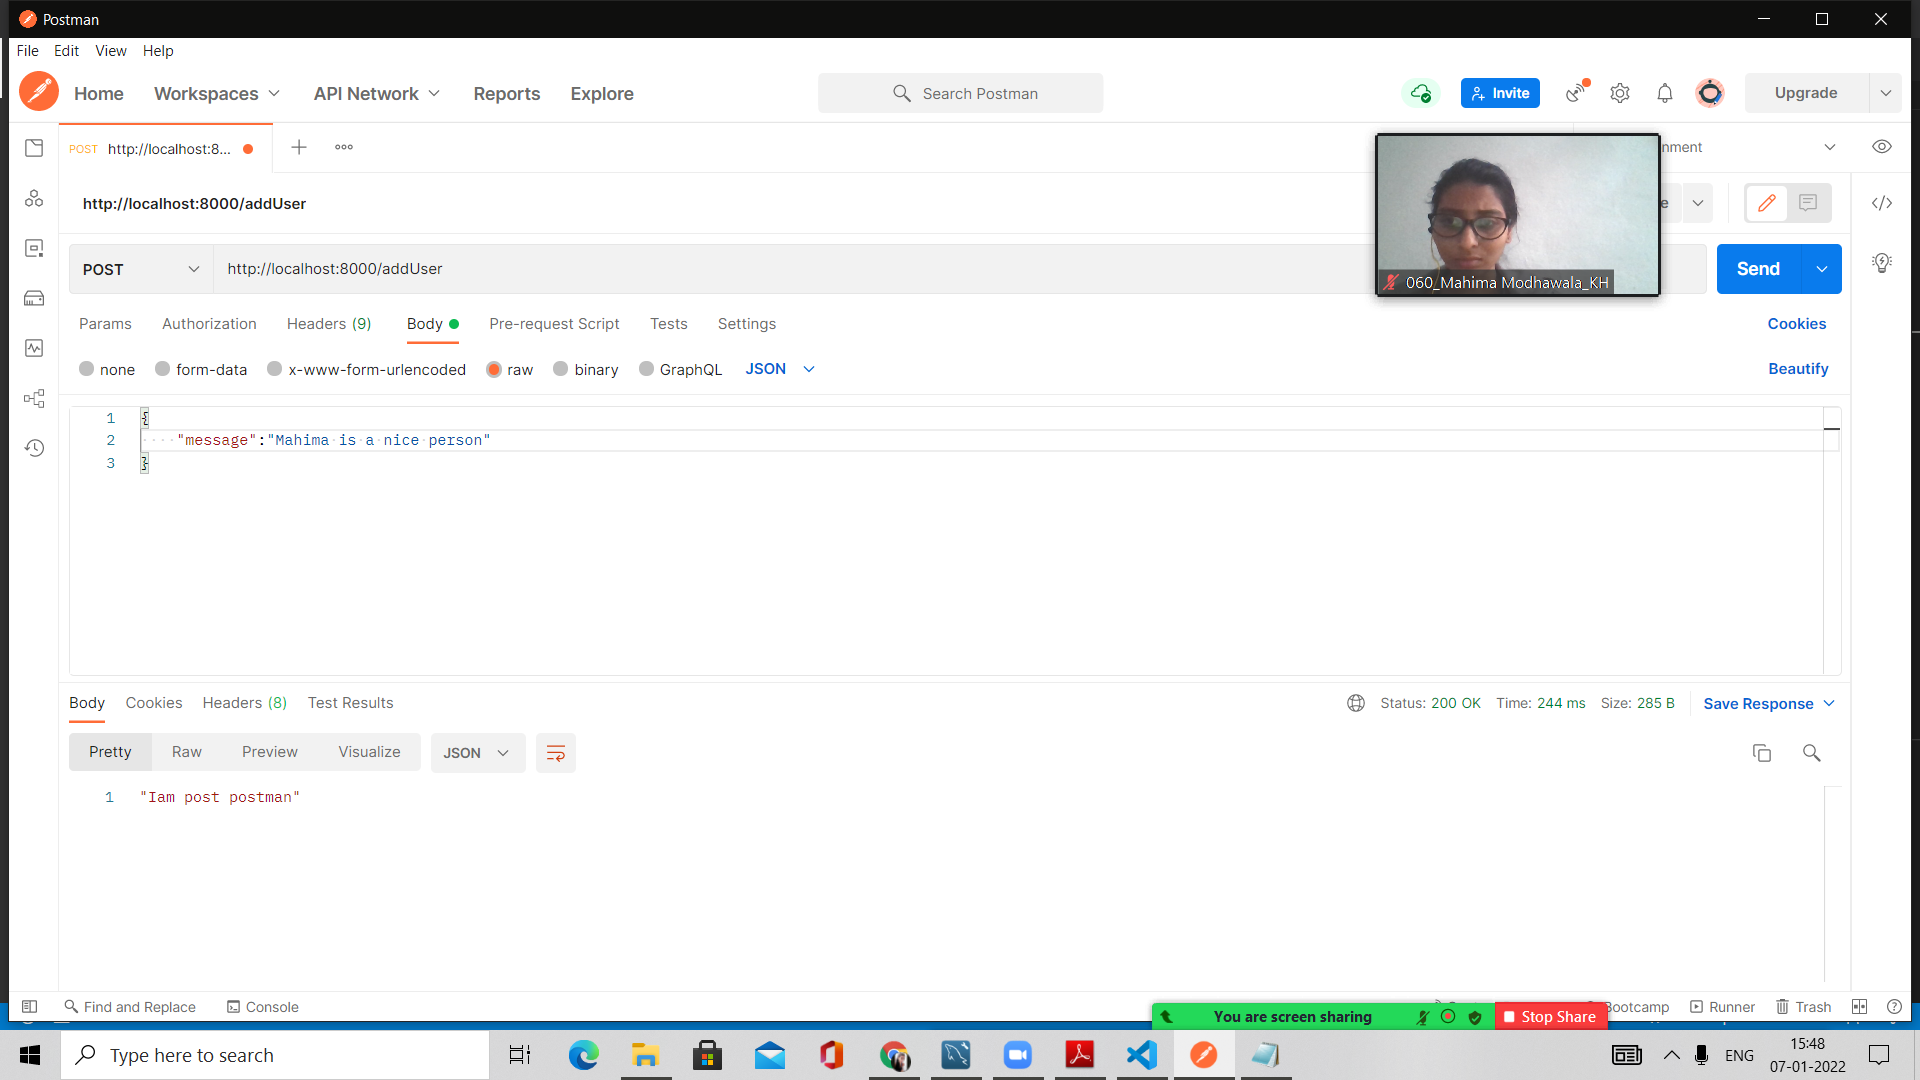 Postman
File Edit View Help
Home Workspaces API Network Reports Explore Search Postman Invite Upgrade
POST http://localhost:8... nment
http://localhost:8000/addUser
POST http://localhost:8000/addUser Send
060_Mahima Modhawala_KH
Params Authorization Headers (9) Body Pre-request Script Tests Settings Cookies
none form-data x-www-form-urlencoded raw binary GraphQL JSON Beautify
1 {
2 "message":"Mahima is a nice person"
3 }
Body Cookies Headers (8) Test Results Status: 200 OK Time: 244 ms Size: 285 B Save Response
Pretty Raw Preview Visualize JSON
1 "Iam post postman"
Find and Replace Console Bootcamp Runner Trash
You are screen sharing Stop Share
Type here to search ENG 15:48
07-01-2022